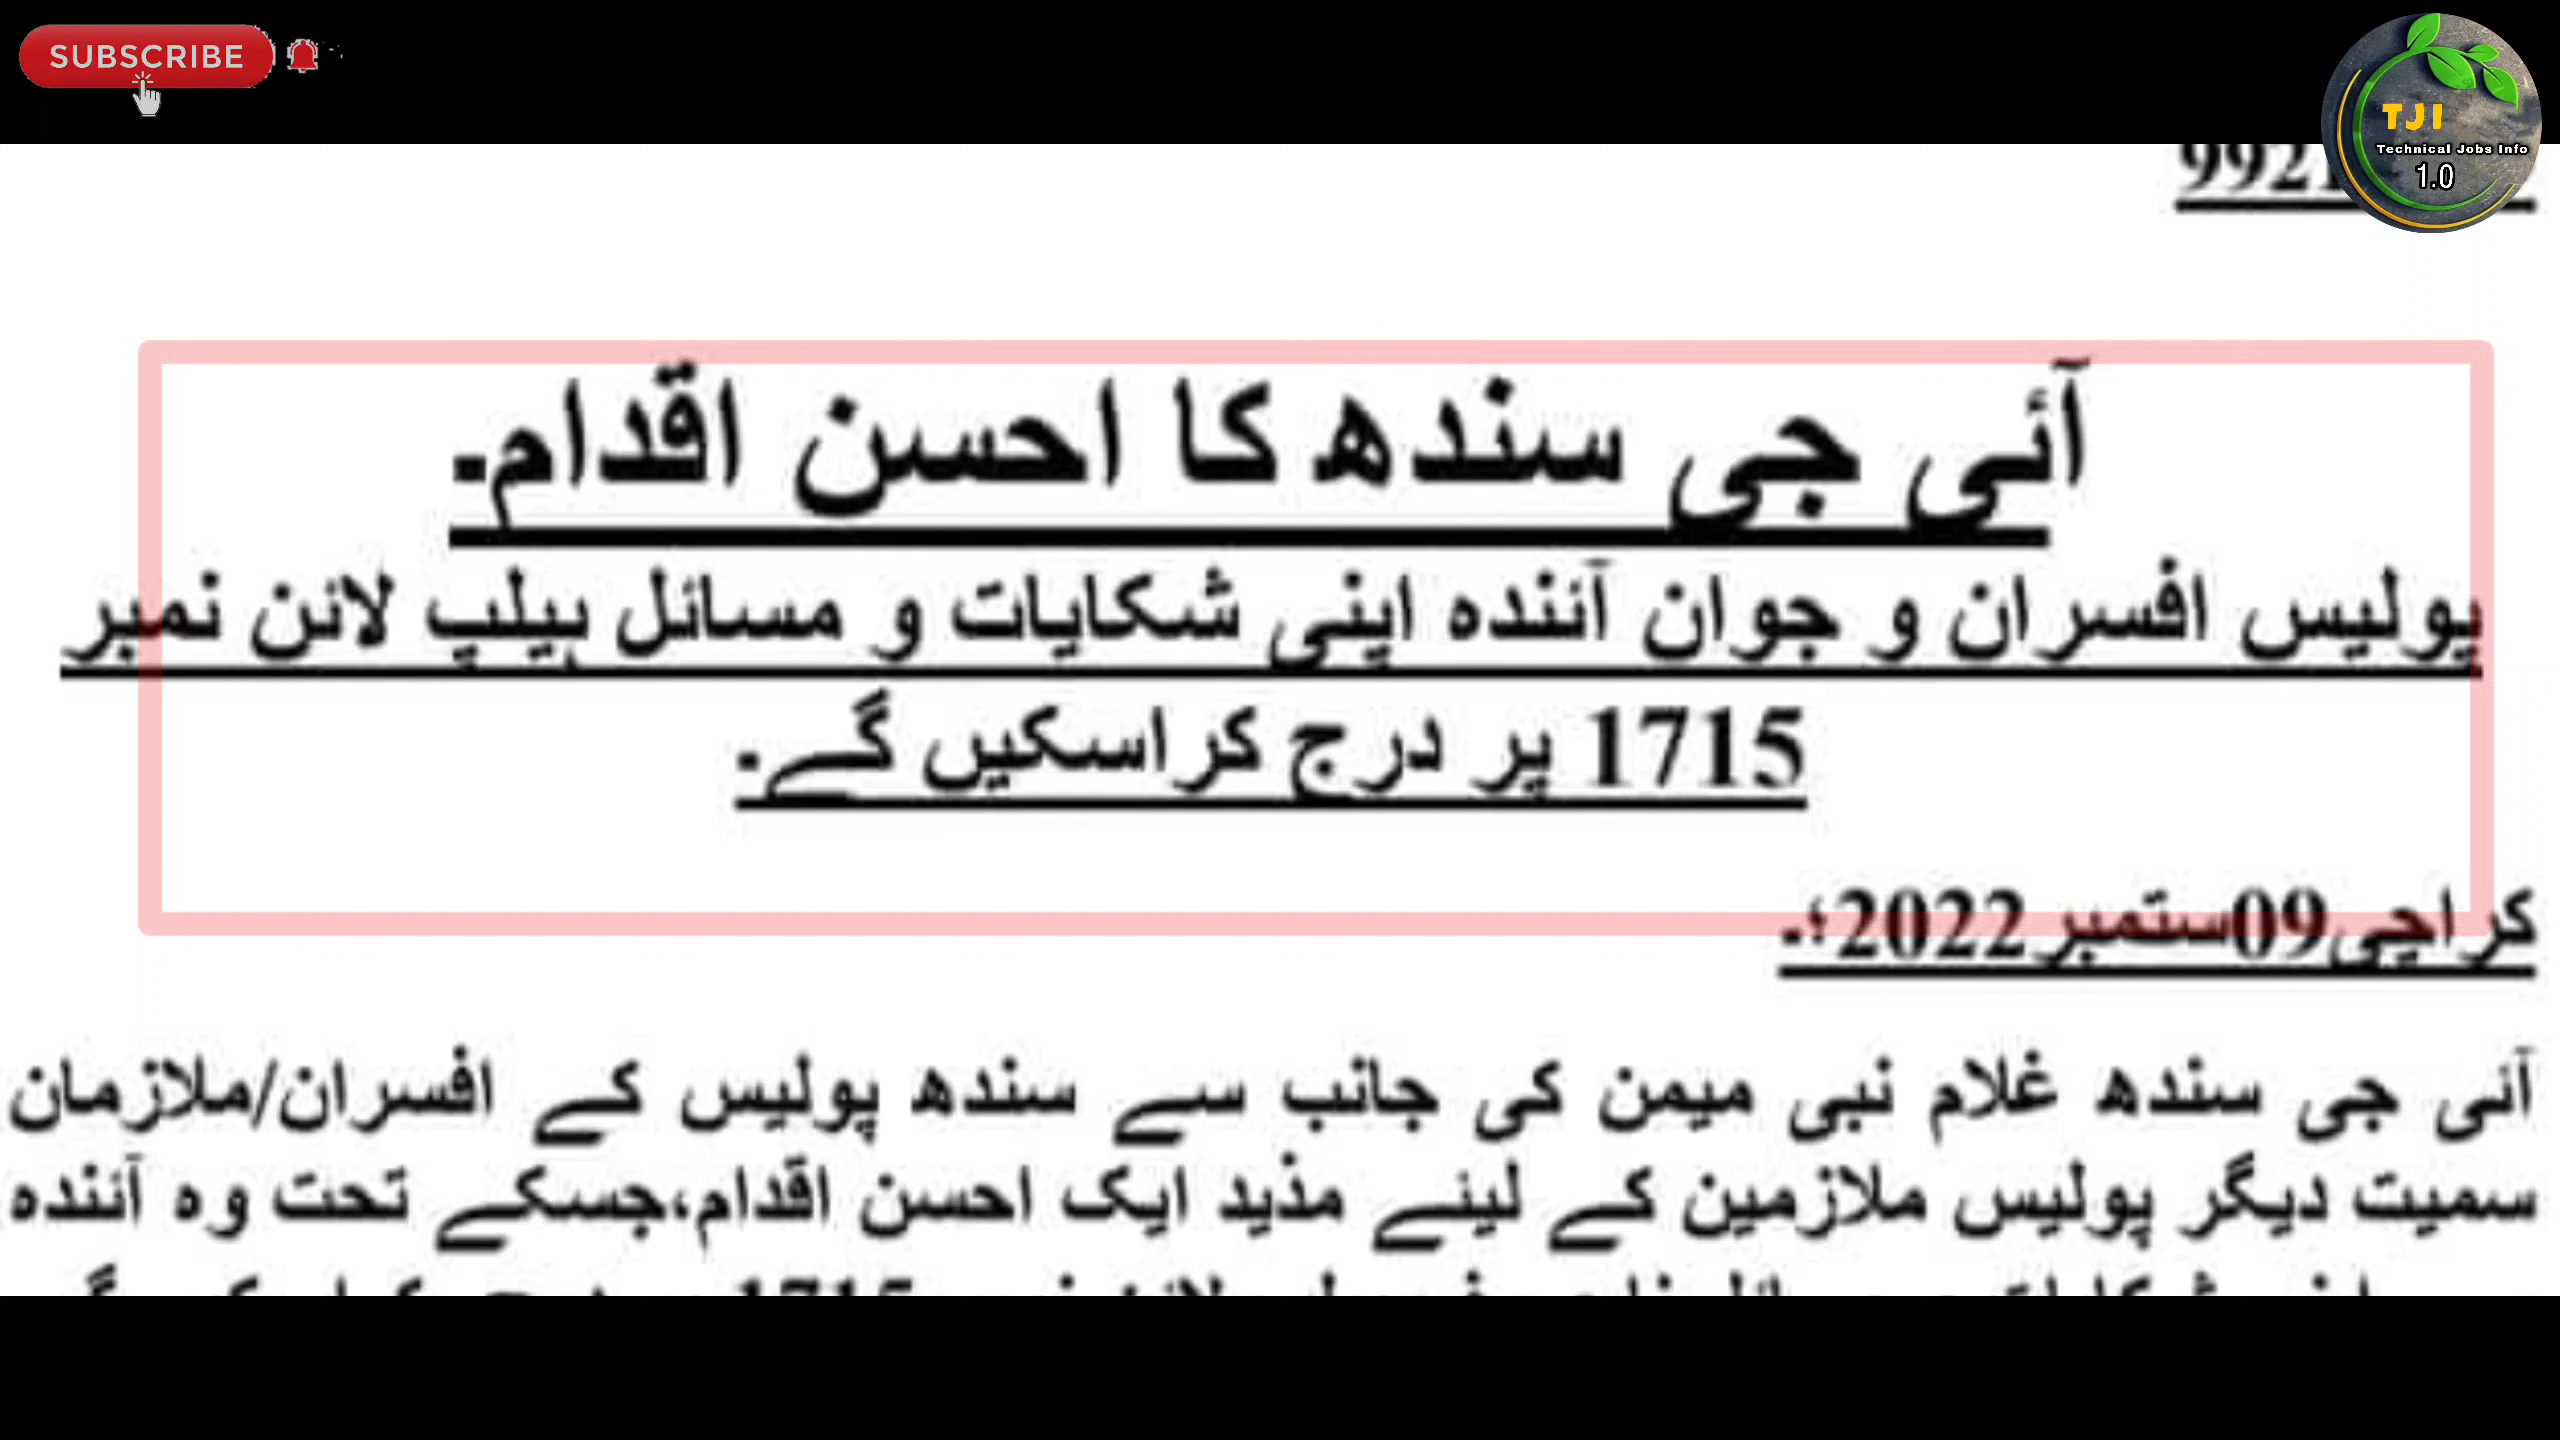 SUBSCRIBE
TJI
Technical Jobs Info
1.0
آئی جی سندھ کا احسن اقدام۔
پولیس افسران و جوان آئندہ اپنی شکایات و مسائل ہیلپ لائن نمبر
1715 پر درج کراسکیں گے۔
کراچی09ستمبر2022؛۔
آئی جی سندھ غلام نبی میمن کی جانب سے سندھ پولیس کے افسران/ملازمان
سمیت دیگر پولیس ملازمین کے لیئے مذید ایک احسن اقدام،جسکے تحت وہ آئندہ